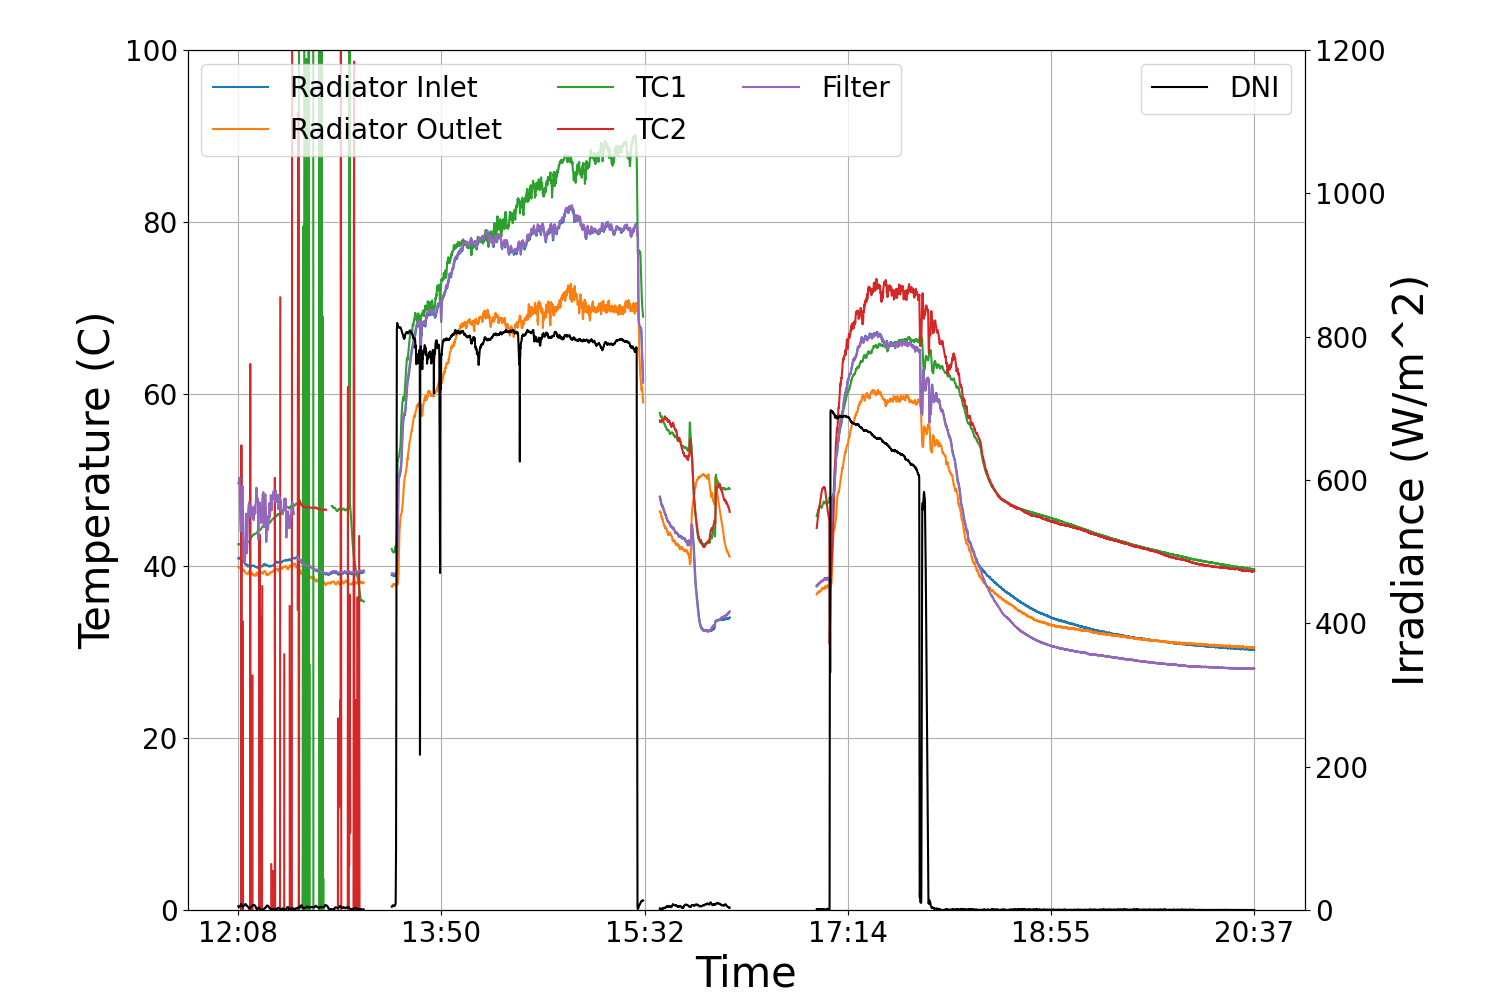 Radiator Inlet
Radiator Outlet
TC1
TC2
Filter
DNI
100
80
60
40
20
0
Temperature (C)
1200
1000
800
600
400
200
0
Irradiance (W/m^2)
12:08 13:50 15:32 17:14 18:55 20:37
Time